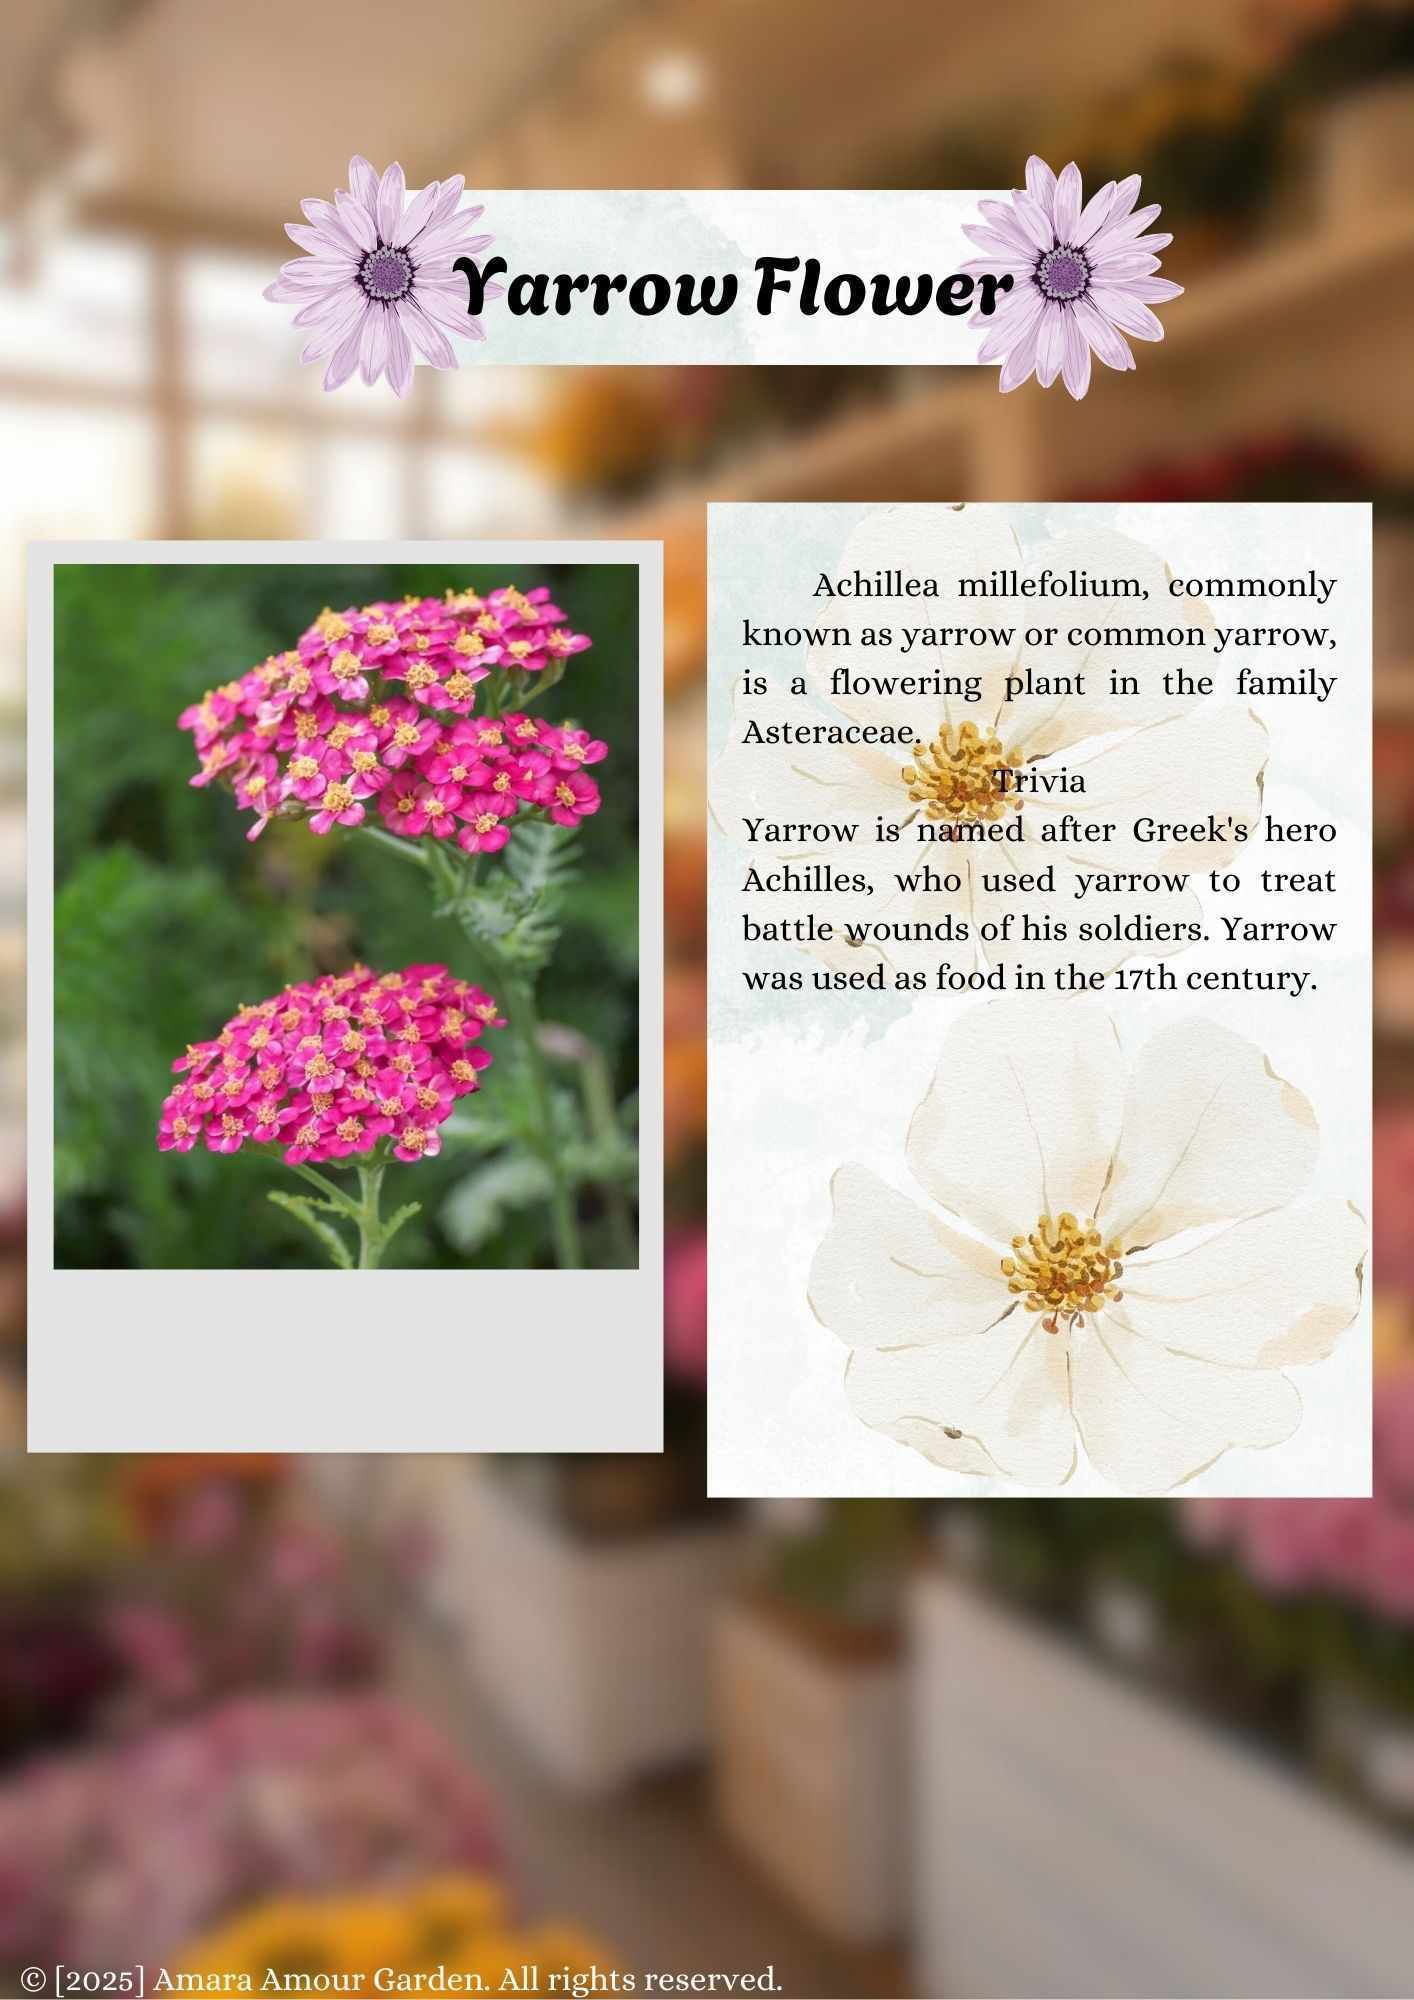 Yarrow Flower
Achillea millefolium, commonly
known as yarrow or common yarrow,
is a flowering plant in the family
Asteraceae.
Trivia
Yarrow is named after Greek's hero
Achilles, who used yarrow to treat
battle wounds of his soldiers. Yarrow
was used as food in the 17th century.
© [2025] Amara Amour Garden. All rights reserved.